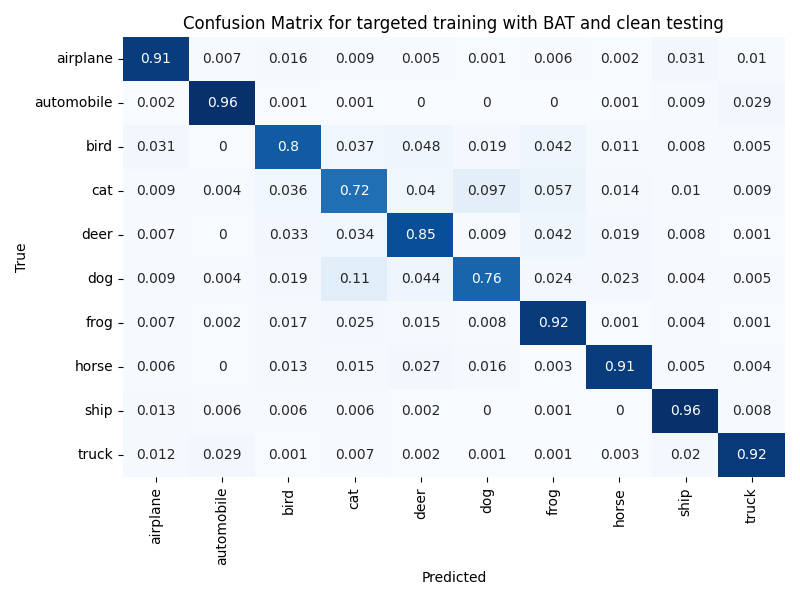 Confusion Matrix for targeted training with BAT and clean testing
airplane 0.91 0.007 0.016 0.009 0.005 0.001 0.006 0.002 0.031 0.01
automobile 0.002 0.96 0.001 0.001 0 0 0 0.001 0.009 0.029
bird 0.031 0 0.8 0.037 0.048 0.019 0.042 0.011 0.008 0.005
cat 0.009 0.004 0.036 0.72 0.04 0.097 0.057 0.014 0.01 0.009
deer 0.007 0 0.033 0.034 0.85 0.009 0.042 0.019 0.008 0.001
True
dog 0.009 0.004 0.019 0.11 0.044 0.76 0.024 0.023 0.004 0.005
frog 0.007 0.002 0.017 0.025 0.015 0.008 0.92 0.001 0.004 0.001
horse 0.006 0 0.013 0.015 0.027 0.016 0.003 0.91 0.005 0.004
ship 0.013 0.006 0.006 0.006 0.002 0 0.001 0 0.96 0.008
truck 0.012 0.029 0.001 0.007 0.002 0.001 0.001 0.003 0.02 0.92
airplane automobile bird cat deer dog frog horse ship truck
Predicted